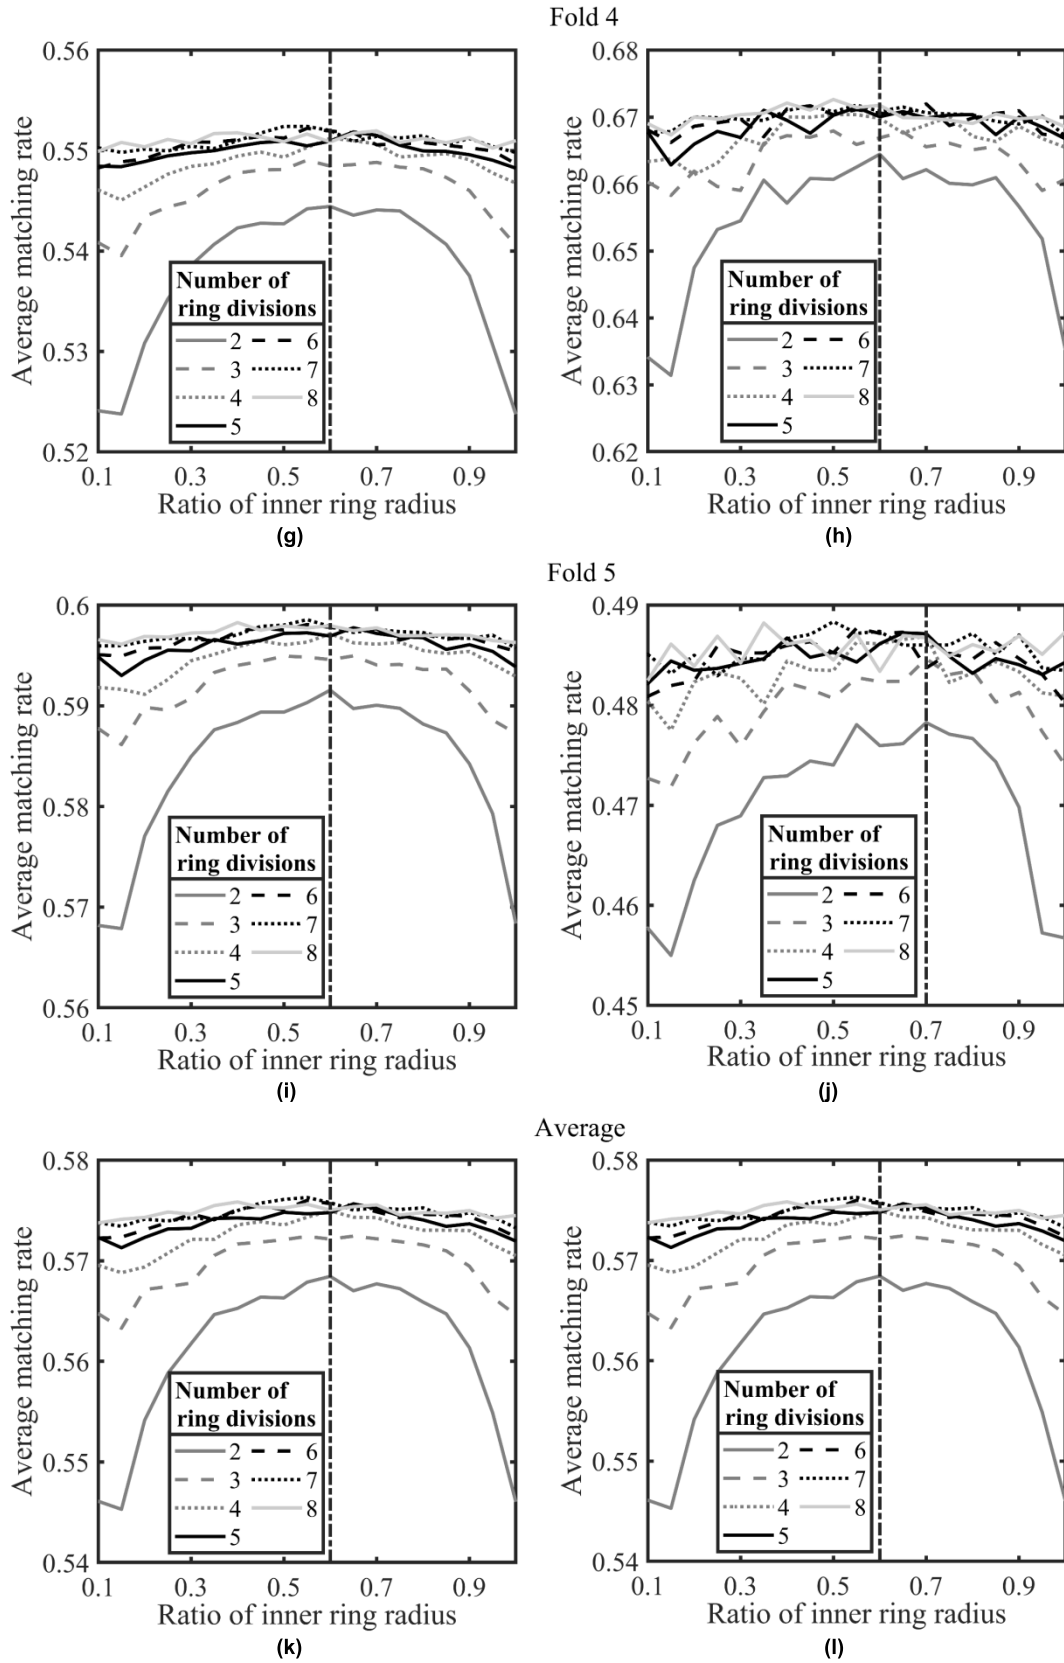 Fold 4
0.56
0.55
0.54
0.53
0.52
Average matching rate
Number of
ring divisions
2 6
3 7
4 8
5
0.1 0.3 0.5 0.7 0.9
Ratio of inner ring radius
(g)
0.68
0.67
0.66
0.65
0.64
0.63
0.62
Average matching rate
Number of
ring divisions
2 6
3 7
4 8
5
0.1 0.3 0.5 0.7 0.9
Ratio of inner ring radius
(h)
Fold 5
0.6
0.59
0.58
0.57
0.56
Average matching rate
Number of
ring divisions
2 6
3 7
4 8
5
0.1 0.3 0.5 0.7 0.9
Ratio of inner ring radius
(i)
0.49
0.48
0.47
0.46
0.45
Average matching rate
Number of
ring divisions
2 6
3 7
4 8
5
0.1 0.3 0.5 0.7 0.9
Ratio of inner ring radius
(j)
Average
0.58
0.57
0.56
0.55
0.54
Average matching rate
Number of
ring divisions
2 6
3 7
4 8
5
0.1 0.3 0.5 0.7 0.9
Ratio of inner ring radius
(k)
0.58
0.57
0.56
0.55
0.54
Average matching rate
Number of
ring divisions
2 6
3 7
4 8
5
0.1 0.3 0.5 0.7 0.9
Ratio of inner ring radius
(l)